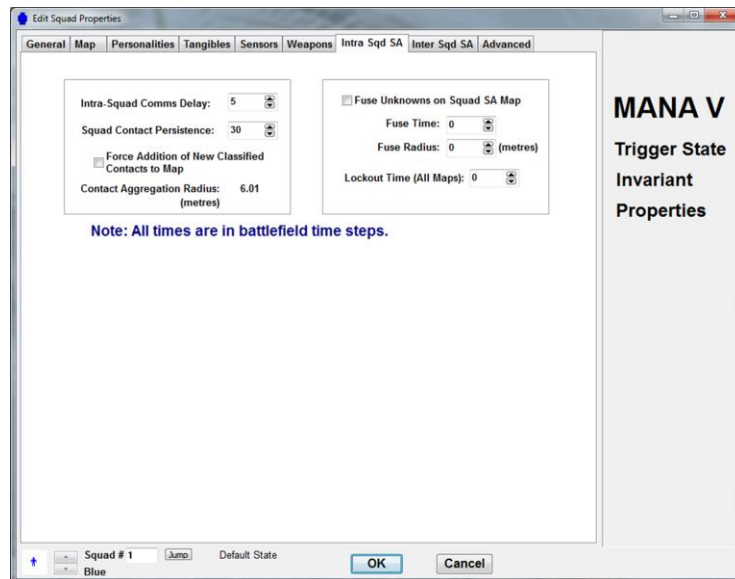 Edit Squad Properties
General Map Personalities Tangibles Sensors Weapons Intra Sqd SA Inter Sqd SA Advanced
Intra-Squad Comms Delay: 5
Squad Contact Persistence: 30
Force Addition of New Classified
Contacts to Map
Contact Aggregation Radius: 6.01
(metres)
Fuse Unknowns on Squad SA Map
Fuse Time: 0
Fuse Radius: 0 (metres)
Lockout Time (All Maps): 0
Note: All times are in battlefield time steps.
MANA V
Trigger State
Invariant
Properties
Squad # 1 Jump Default State
Blue
OK Cancel